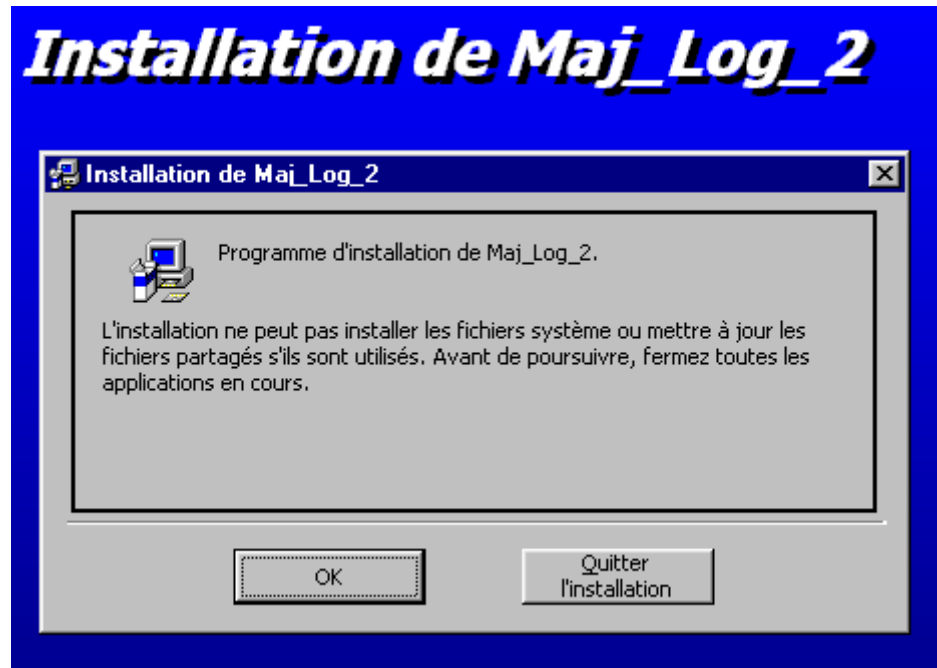 Installation de Maj_Log_2
Installation de Maj_Log_2
Programme d'installation de Maj_Log_2.
L'installation ne peut pas installer les fichiers système ou mettre à jour les
fichiers partagés s'ils sont utilisés. Avant de poursuivre, fermez toutes les
applications en cours.
OK
Quitter
l'installation